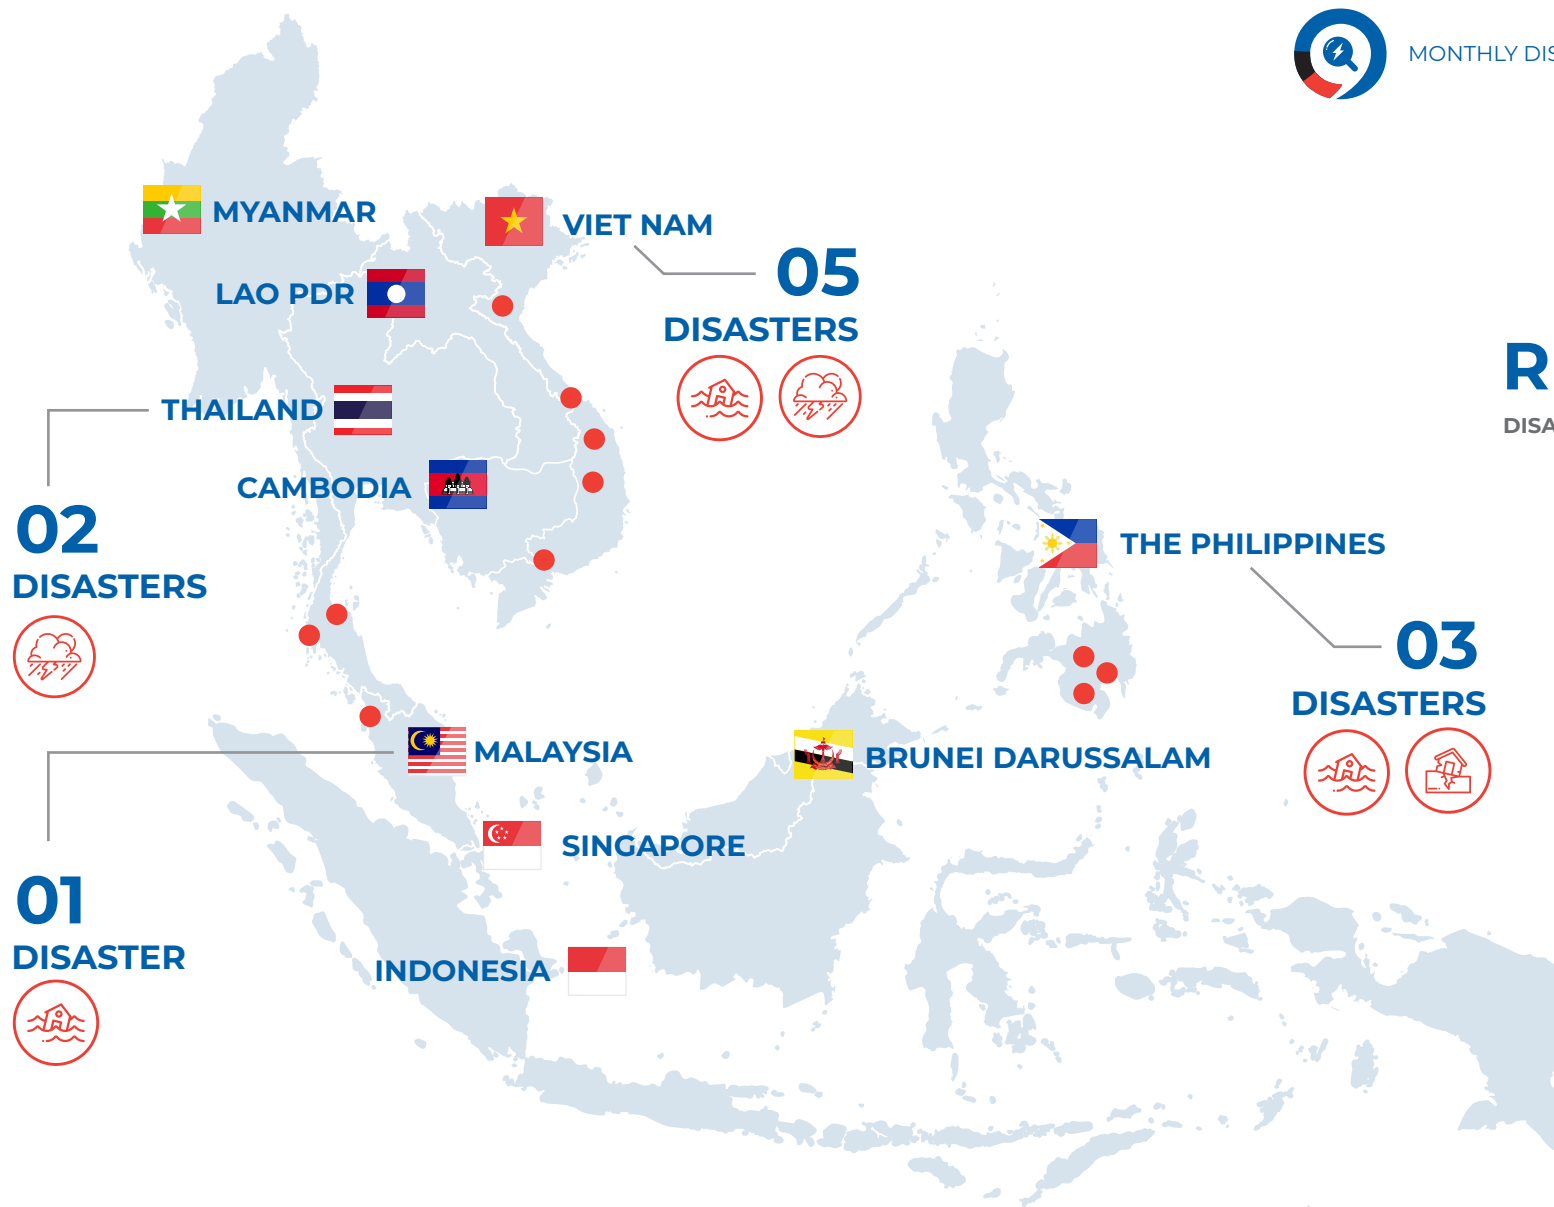 MONTHLY DIS
MYANMAR
VIET NAM
05
DISASTERS
LAO PDR
R
DISA
THAILAND
CAMBODIA
02
DISASTERS
THE PHILIPPINES
03
DISASTERS
MALAYSIA
BRUNEI DARUSSALAM
SINGAPORE
01
DISASTER
INDONESIA